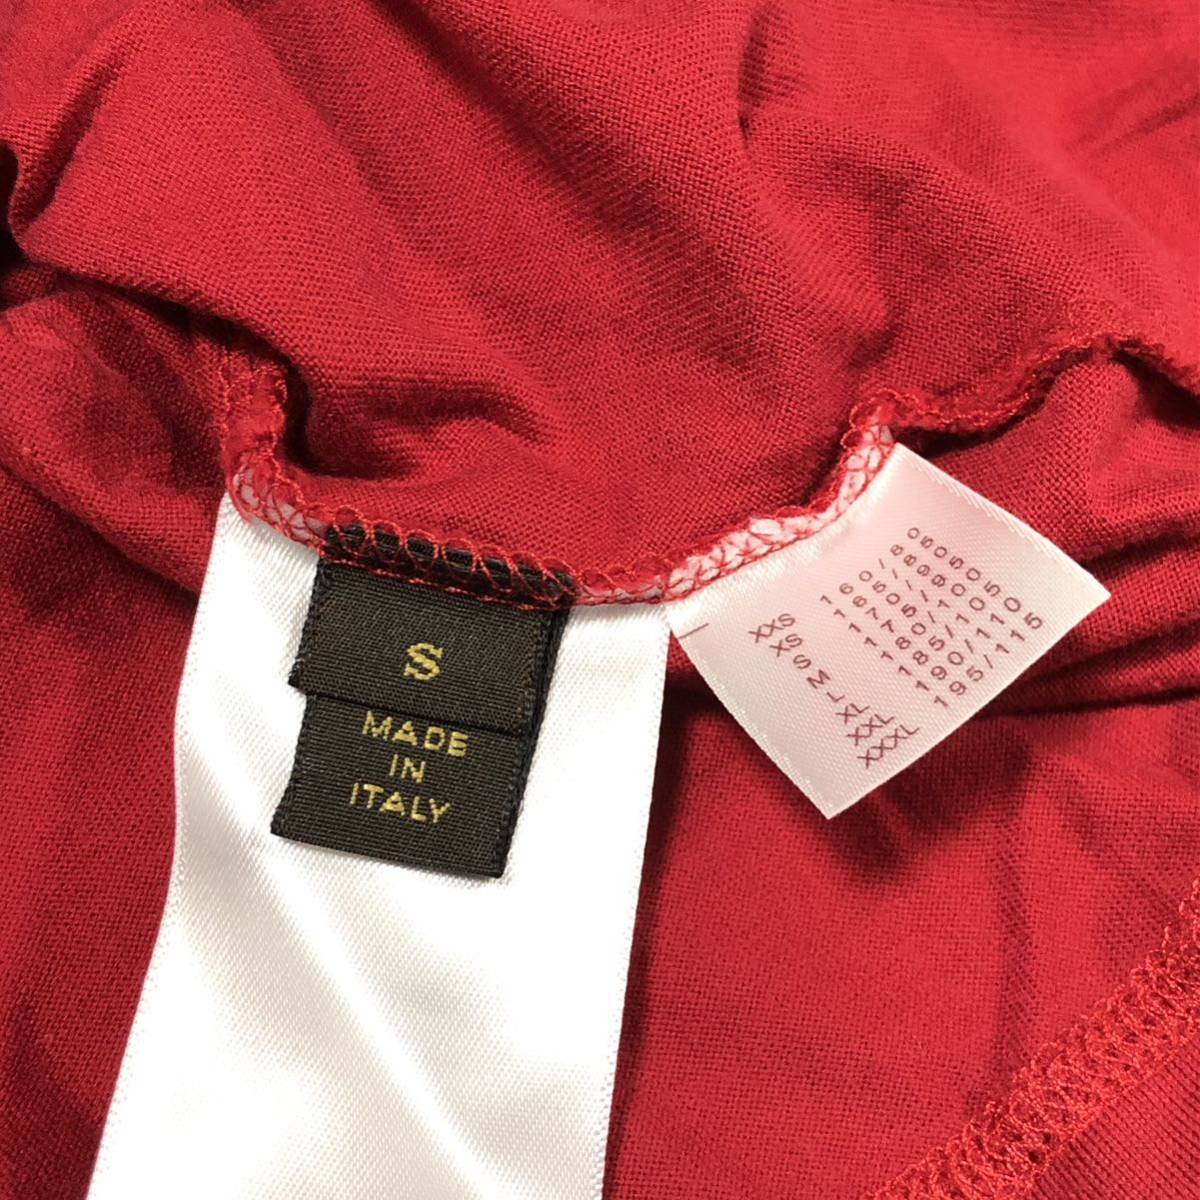 S
MADE
IN
ITALY
XXS 160/80
XS 165/85
S 170/90
M 175/95
L 180/100
XL 185/105
XXL 190/110
XXXL 195/115